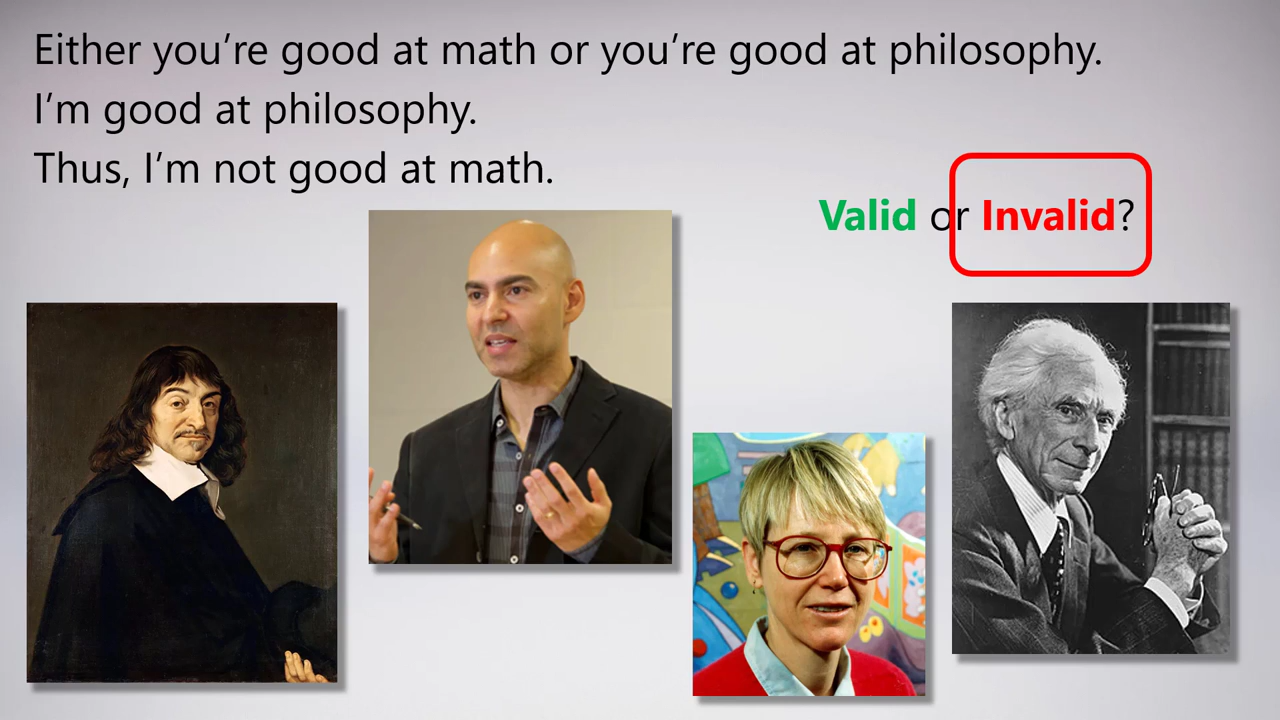 Either you’re good at math or you’re good at philosophy.
I’m good at philosophy.
Thus, I’m not good at math.
Valid or Invalid?